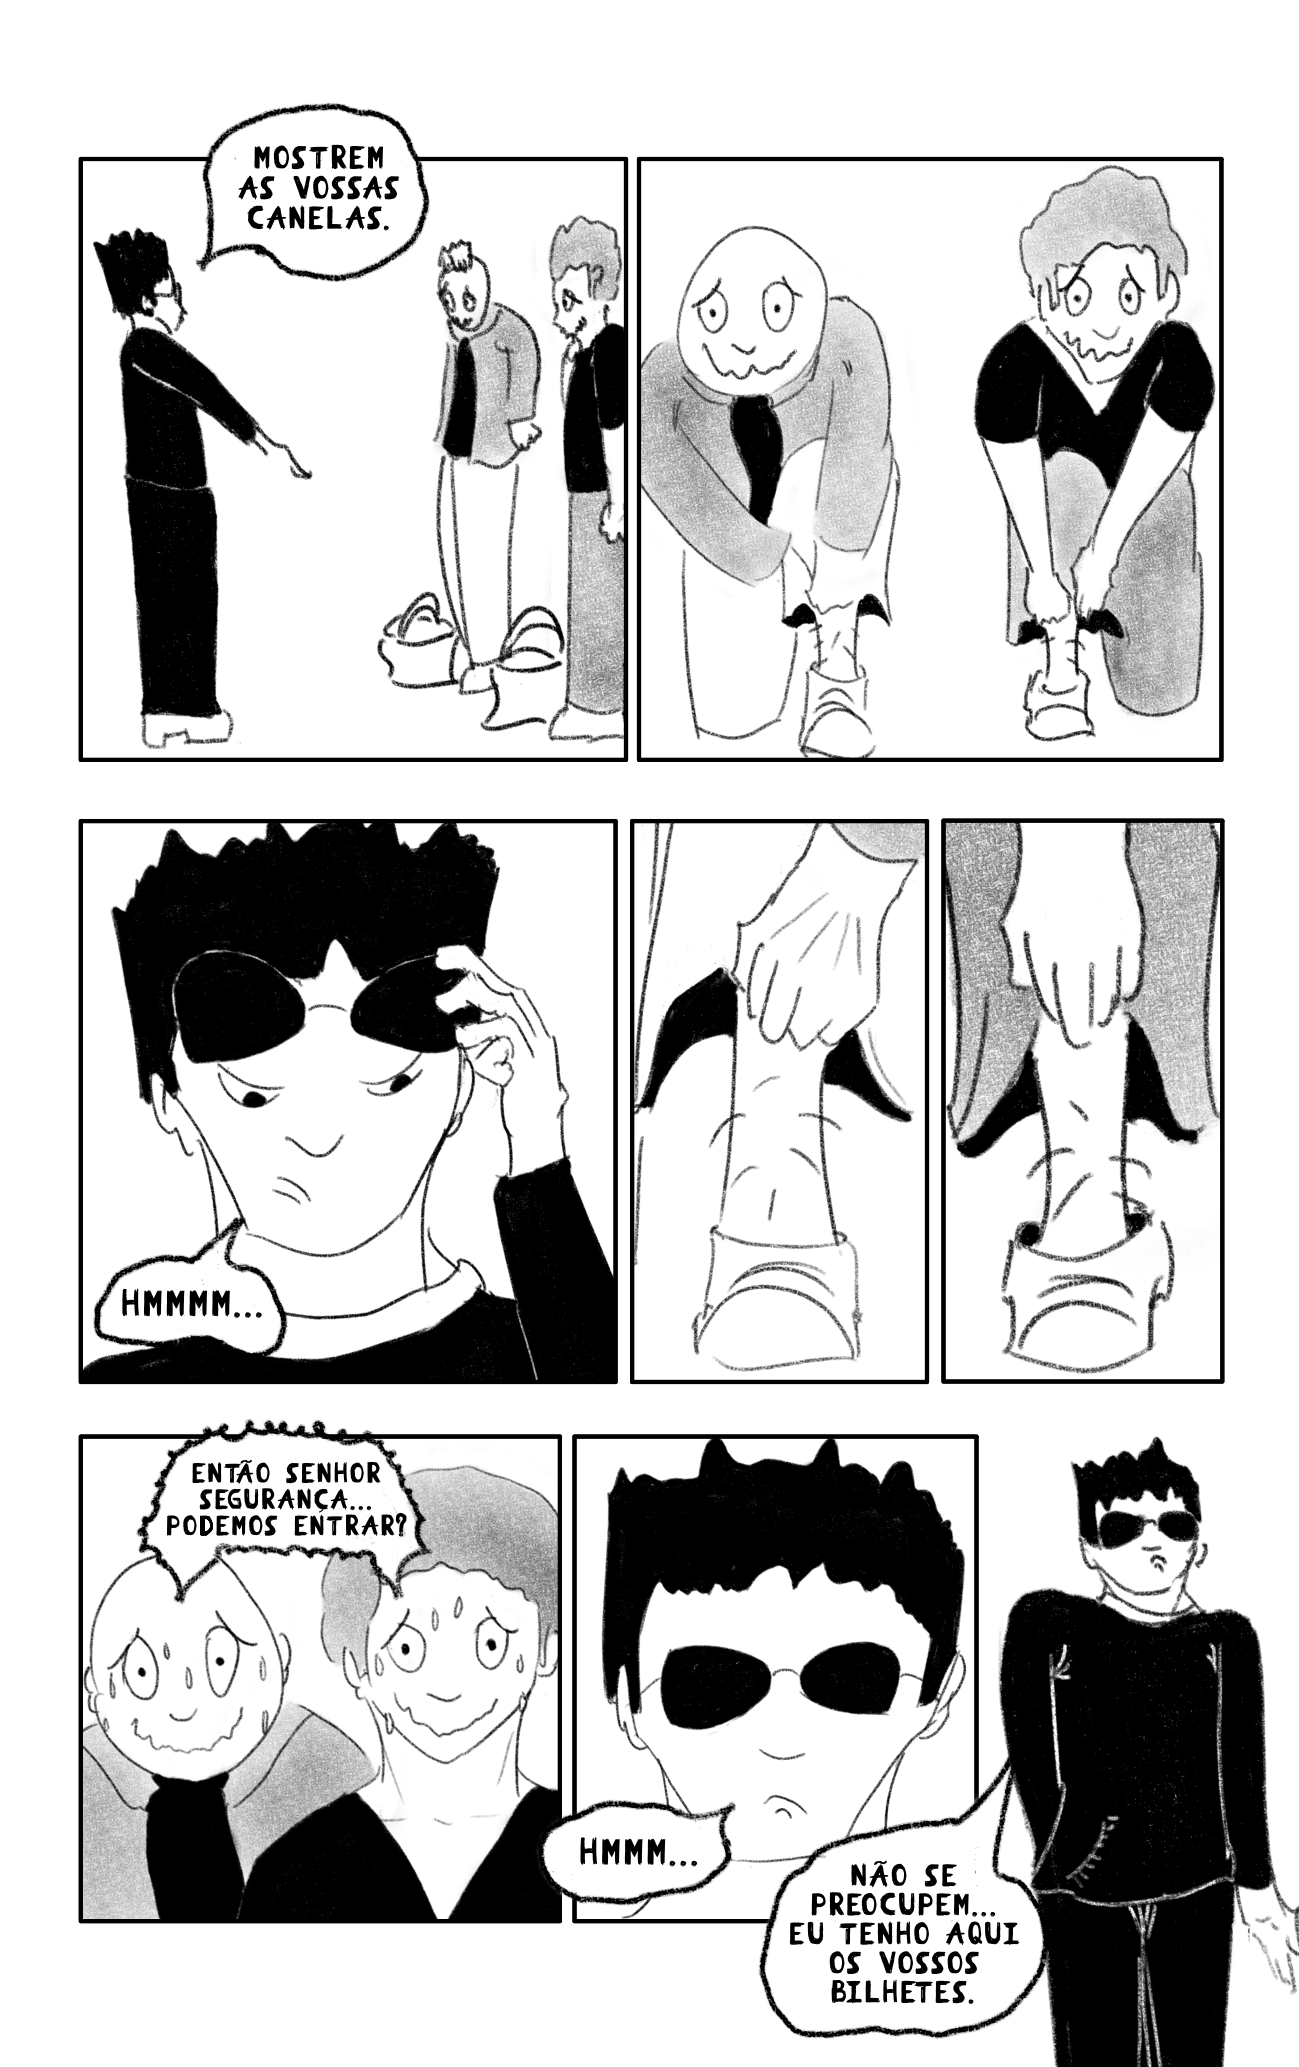 MOSTREM
AS VOSSAS
CANELAS.
HMMMM...
ENTÃO SENHOR
SEGURANÇA...
PODEMOS ENTRAR?
HMMM...
NÃO SE
PREOCUPEM...
EU TENHO AQUI
OS VOSSOS
BILHETES.